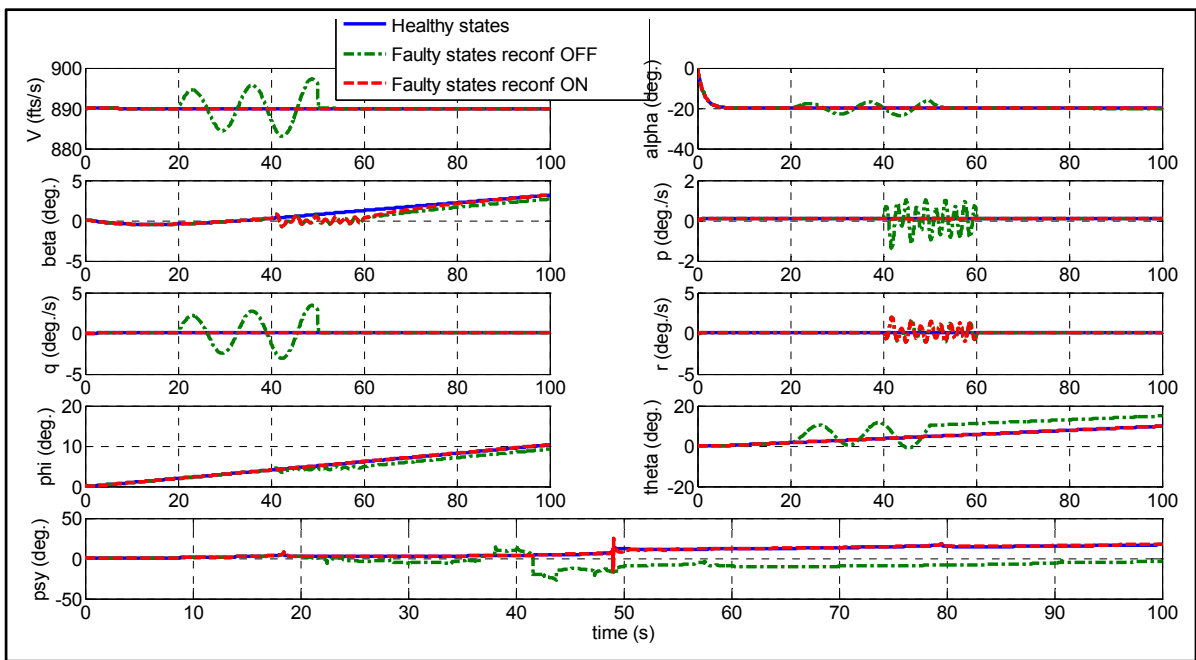 Healthy states
Faulty states reconf OFF
Faulty states reconf ON
900
890
880
V (fts/s)
0 20 40 60 80 100
0
-20
-40
alpha (deg.)
0 20 40 60 80 100
5
0
-5
beta (deg.)
0 20 40 60 80 100
2
0
-2
p (deg./s)
0 20 40 60 80 100
5
0
-5
q (deg./s)
0 20 40 60 80 100
5
0
-5
r (deg./s)
0 20 40 60 80 100
20
10
0
phi (deg.)
0 20 40 60 80 100
20
0
-20
theta (deg.)
0 20 40 60 80 100
50
0
-50
psy (deg.)
0 10 20 30 40 50 60 70 80 90 100
time (s)